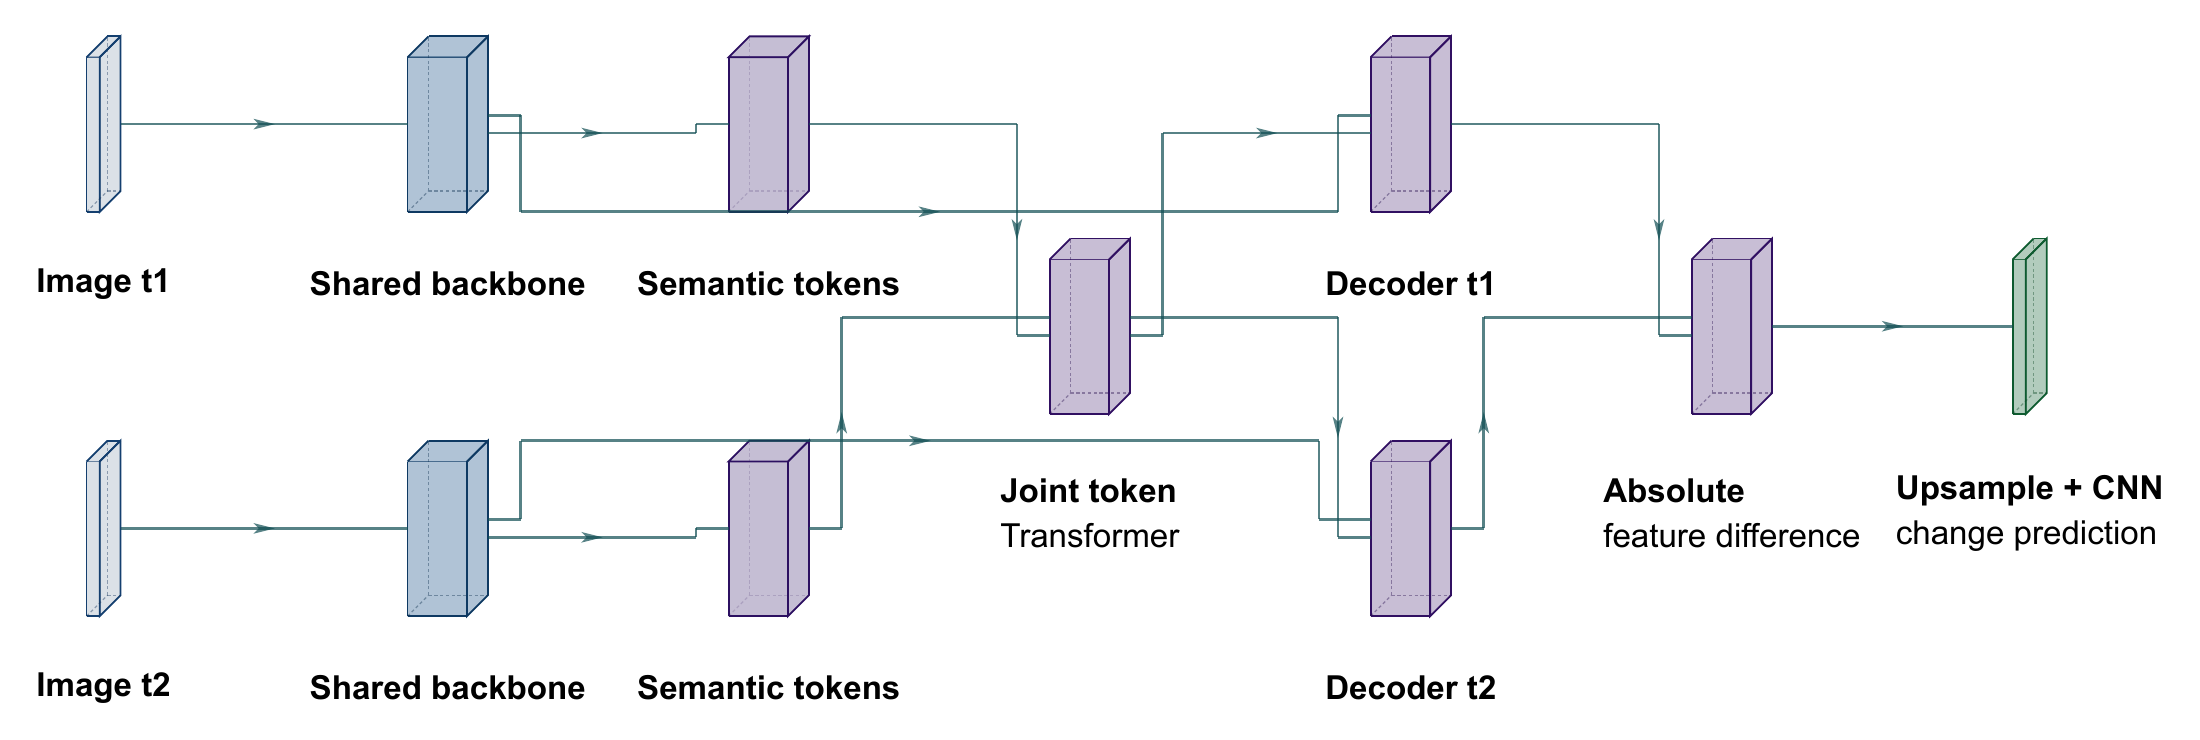 Image t1
Shared backbone
Semantic tokens
Decoder t1
Joint token
Transformer
Absolute
feature difference
Upsample + CNN
change prediction
Image t2
Shared backbone
Semantic tokens
Decoder t2